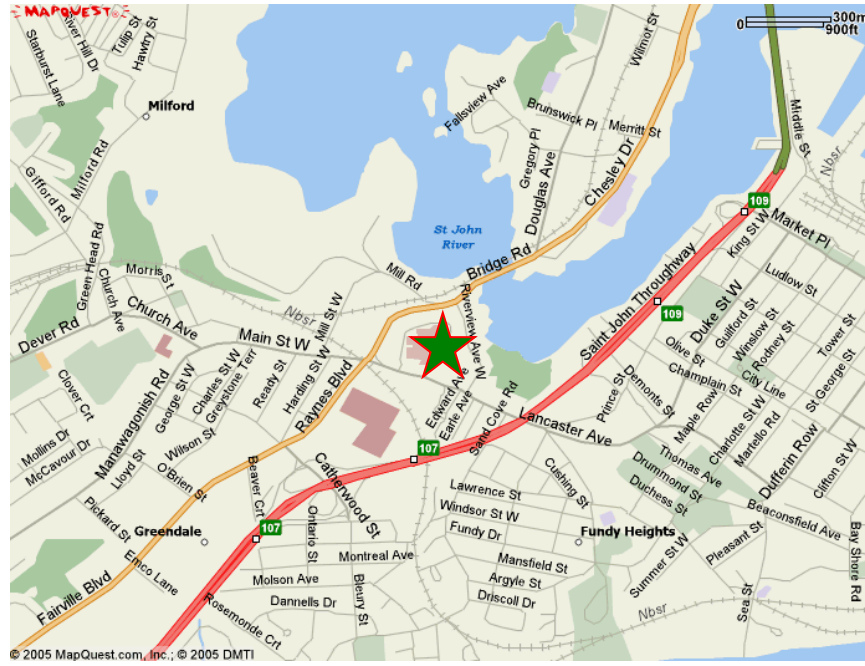 MAPQUEST
0 300m
900ft
River Hill Dr
Starburst Lane
Tulip St
Hawtry St
Milford
Milford Rd
Gifford Rd
Green Head Rd
Church Ave
Morris St
Church Ave
Dever Rd
Fallsview Ave
Brunswick Pl
Merritt St
Wilmot St
Gregory Pl
Douglas Ave
Chesley Dr
Middle St
Nbsr
St John
River
Bridge Rd
Mill Rd
Nbsr
Riverview Ave W
109
Market Pl
King St W
Saint John Throughway
109
Ludlow St
Duke St W
Guilford St
Winslow St
Rodney St
Tower St
St George St
City Line
Main St W
Mill St W
Clover Crt
Manawagonish Rd
George St W
Charles St W
Greystone Terr
Ready St
Harding St W
Raynes Blvd
Edward Ave
Earle Ave
Sand Cove Rd
Lancaster Ave
Prince St
Olive St
Demonts St
Champlain St
Maple Row
Charlotte St W
Martello Rd
Dufferin Row
Clifton St W
Mollins Dr
McCavour Dr
Wilson St
Lloyd St
O'Brien St
Beaver Crt
Catherwood St
107
Cushing St
Thomas Ave
Drummond St
Duchess St
Beaconsfield Ave
Bay Shore Rd
Pickard St
Greendale
107
Ontario St
Lawrence St
Windsor St W
Fundy Dr
Fundy Heights
Mansfield St
Argyle St
Driscoll Dr
Summer St W
Pleasant St
Sea St
Nbsr
Montreal Ave
Molson Ave
Dannells Dr
Bleury St
Emco Lane
Rosemonde Crt
Fairville Blvd
© 2005 MapQuest.com, Inc.; © 2005 DMTI